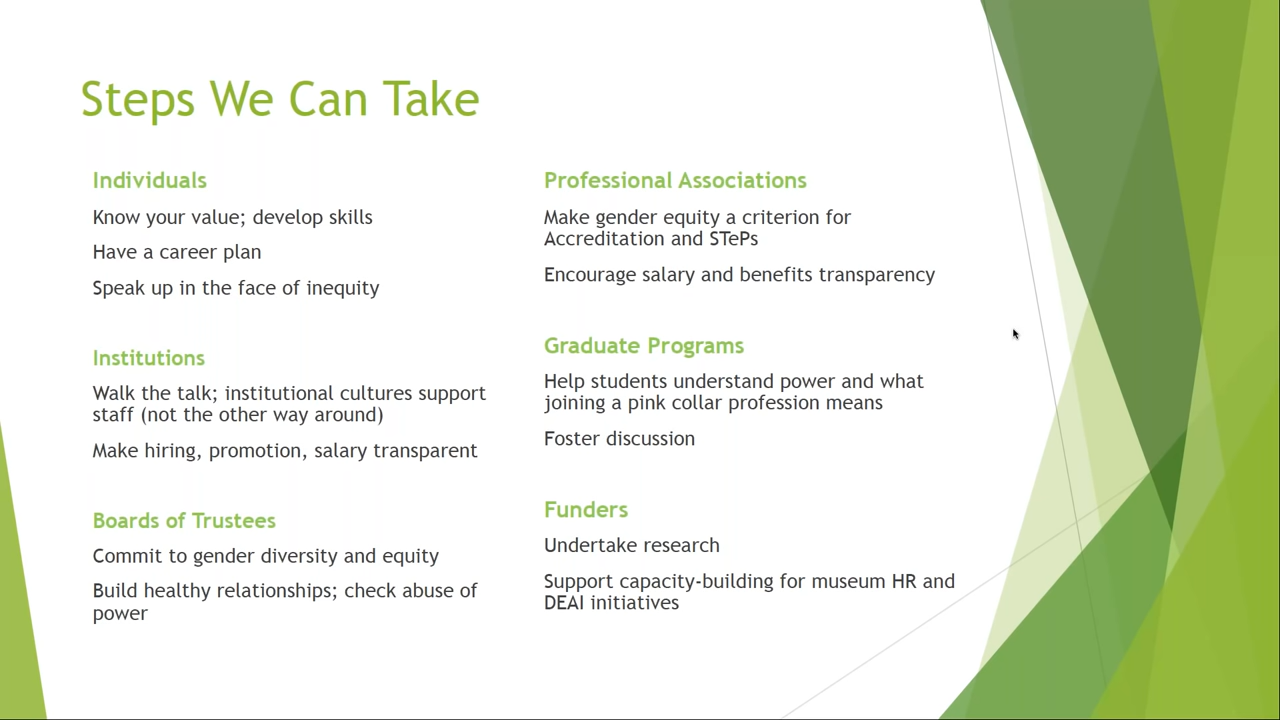 Steps We Can Take
Individuals
Know your value; develop skills
Have a career plan
Speak up in the face of inequity
Institutions
Walk the talk; institutional cultures support
staff (not the other way around)
Make hiring, promotion, salary transparent
Boards of Trustees
Commit to gender diversity and equity
Build healthy relationships; check abuse of
power
Professional Associations
Make gender equity a criterion for
Accreditation and STePs
Encourage salary and benefits transparency
Graduate Programs
Help students understand power and what
joining a pink collar profession means
Foster discussion
Funders
Undertake research
Support capacity-building for museum HR and
DEAI initiatives